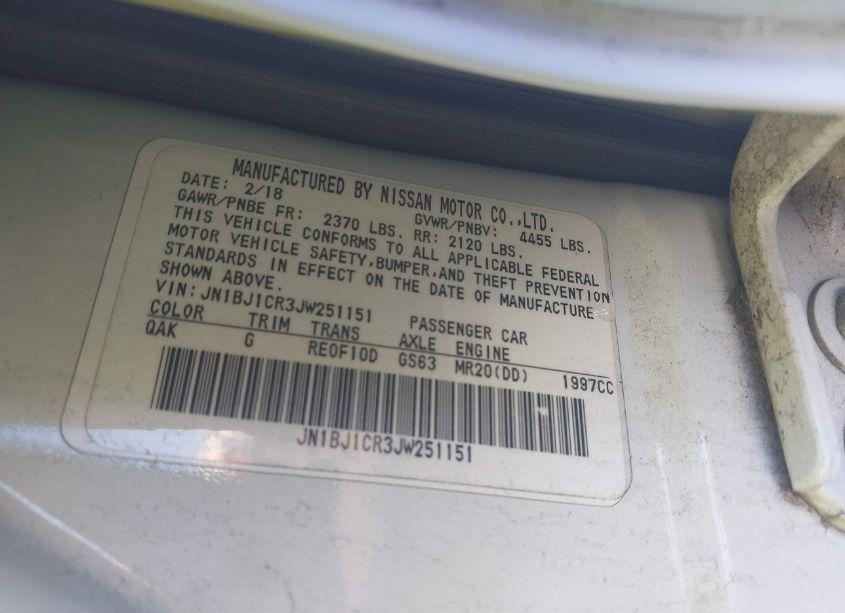 MANUFACTURED BY NISSAN MOTOR CO.,LTD.
DATE: 2/18 GVWR/PNBV: 4455 LBS.
GAWR/PNBE FR: 2370 LBS. RR: 2120 LBS.
THIS VEHICLE CONFORMS TO ALL APPLICABLE FEDERAL
MOTOR VEHICLE SAFETY,BUMPER,AND THEFT PREVENTION
STANDARDS IN EFFECT ON THE DATE OF MANUFACTURE
SHOWN ABOVE.
VIN:JN1BJ1CR3JW251151 PASSENGER CAR
COLOR TRIM TRANS AXLE ENGINE
QAK G RE0F10D GS63 MR20(DD) 1997CC
JN1BJ1CR3JW251151